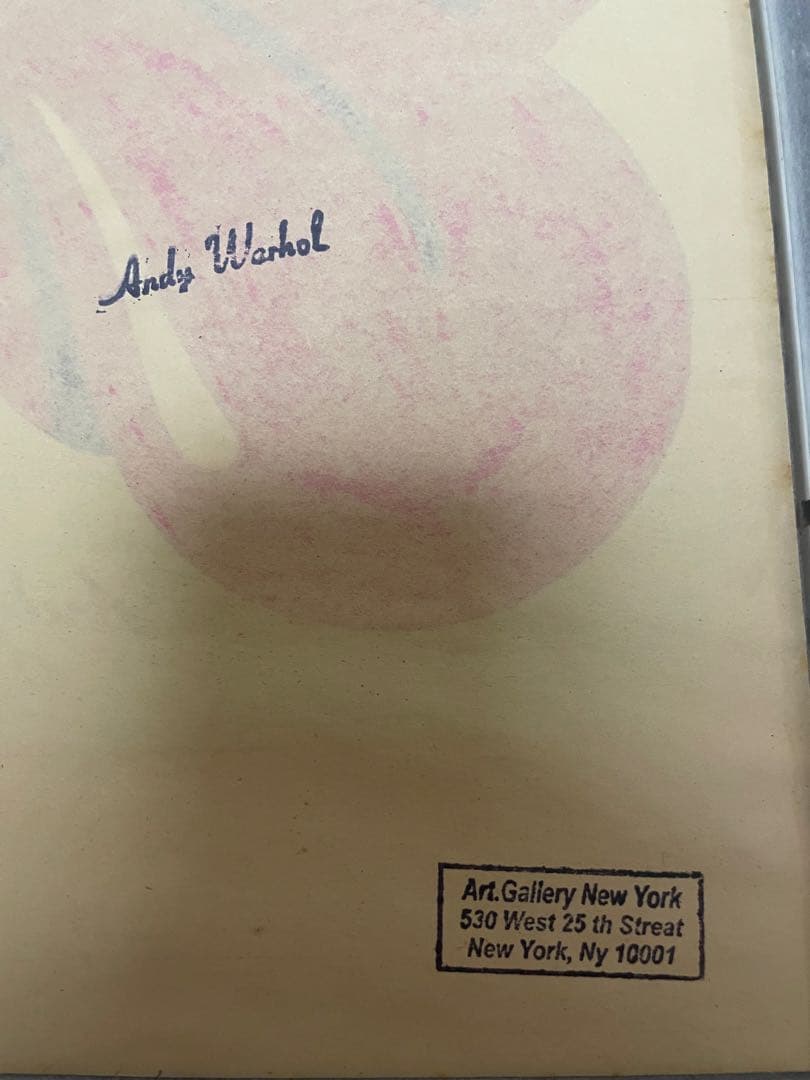 Andy Warhol
Art.Gallery New York
530 West 25 th Streat
New York, Ny 10001